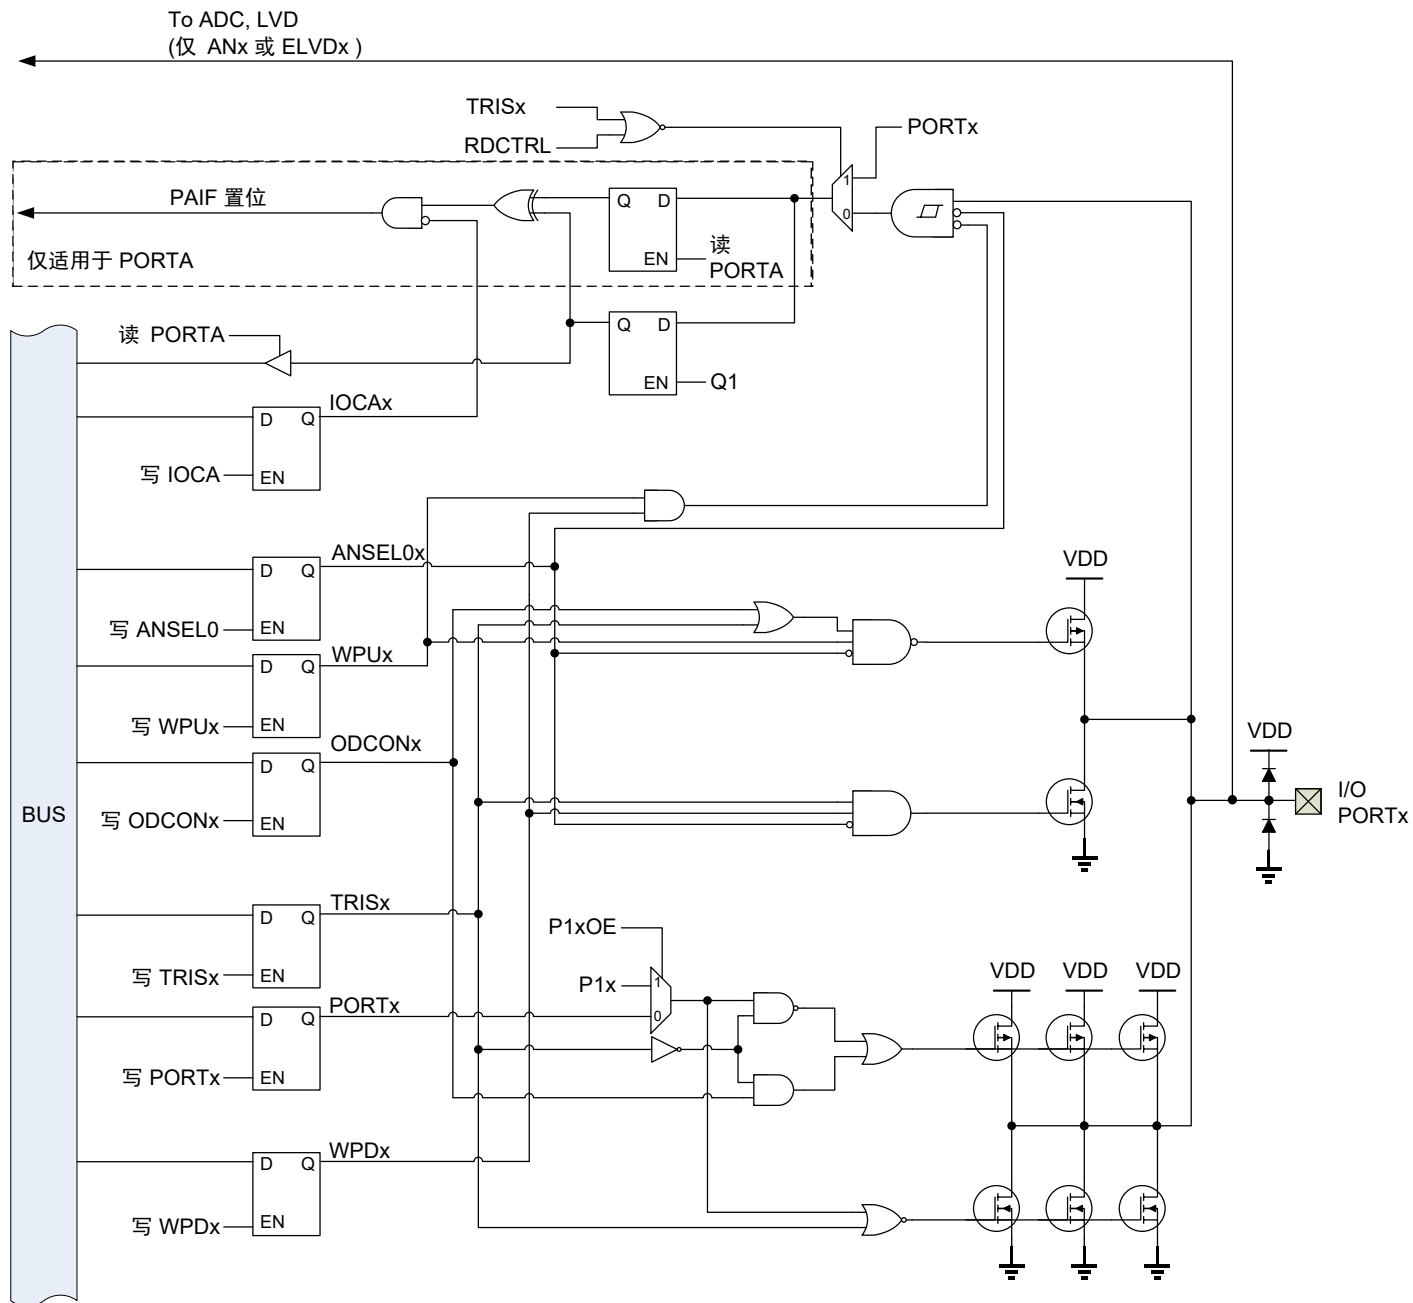 To ADC, LVD
(仅 ANx 或 ELVDx )
TRISx
RDCTRL
PORTx
1
0
PAIF 置位
Q D
EN
读
PORTA
仅适用于 PORTA
读 PORTA
Q D
EN
Q1
IOCAx
D Q
写 IOCA
EN
ANSEL0x
D Q
写 ANSEL0
EN
VDD
WPUx
D Q
写 WPUx
EN
ODCONx
D Q
写 ODCONx
EN
VDD
BUS
I/O
PORTx
TRISx
D Q
写 TRISx
EN
P1xOE
P1x
1
0
VDD
VDD
VDD
PORTx
D Q
写 PORTx
EN
WPDx
D Q
写 WPDx
EN